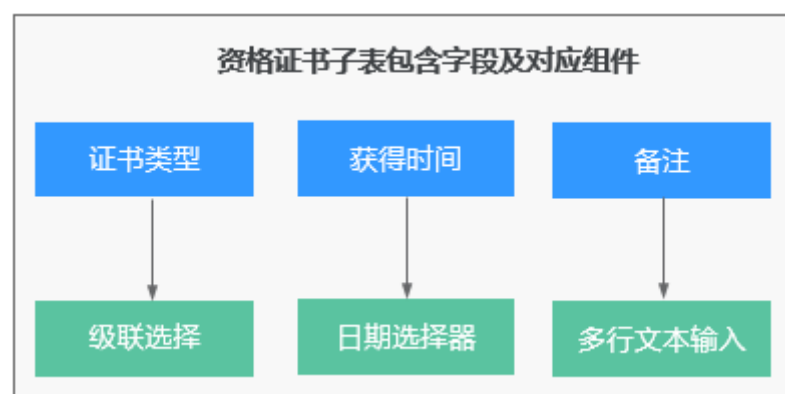 资格证书子表包含字段及对应组件
证书类型
获得时间
备注
级联选择
日期选择器
多行文本输入